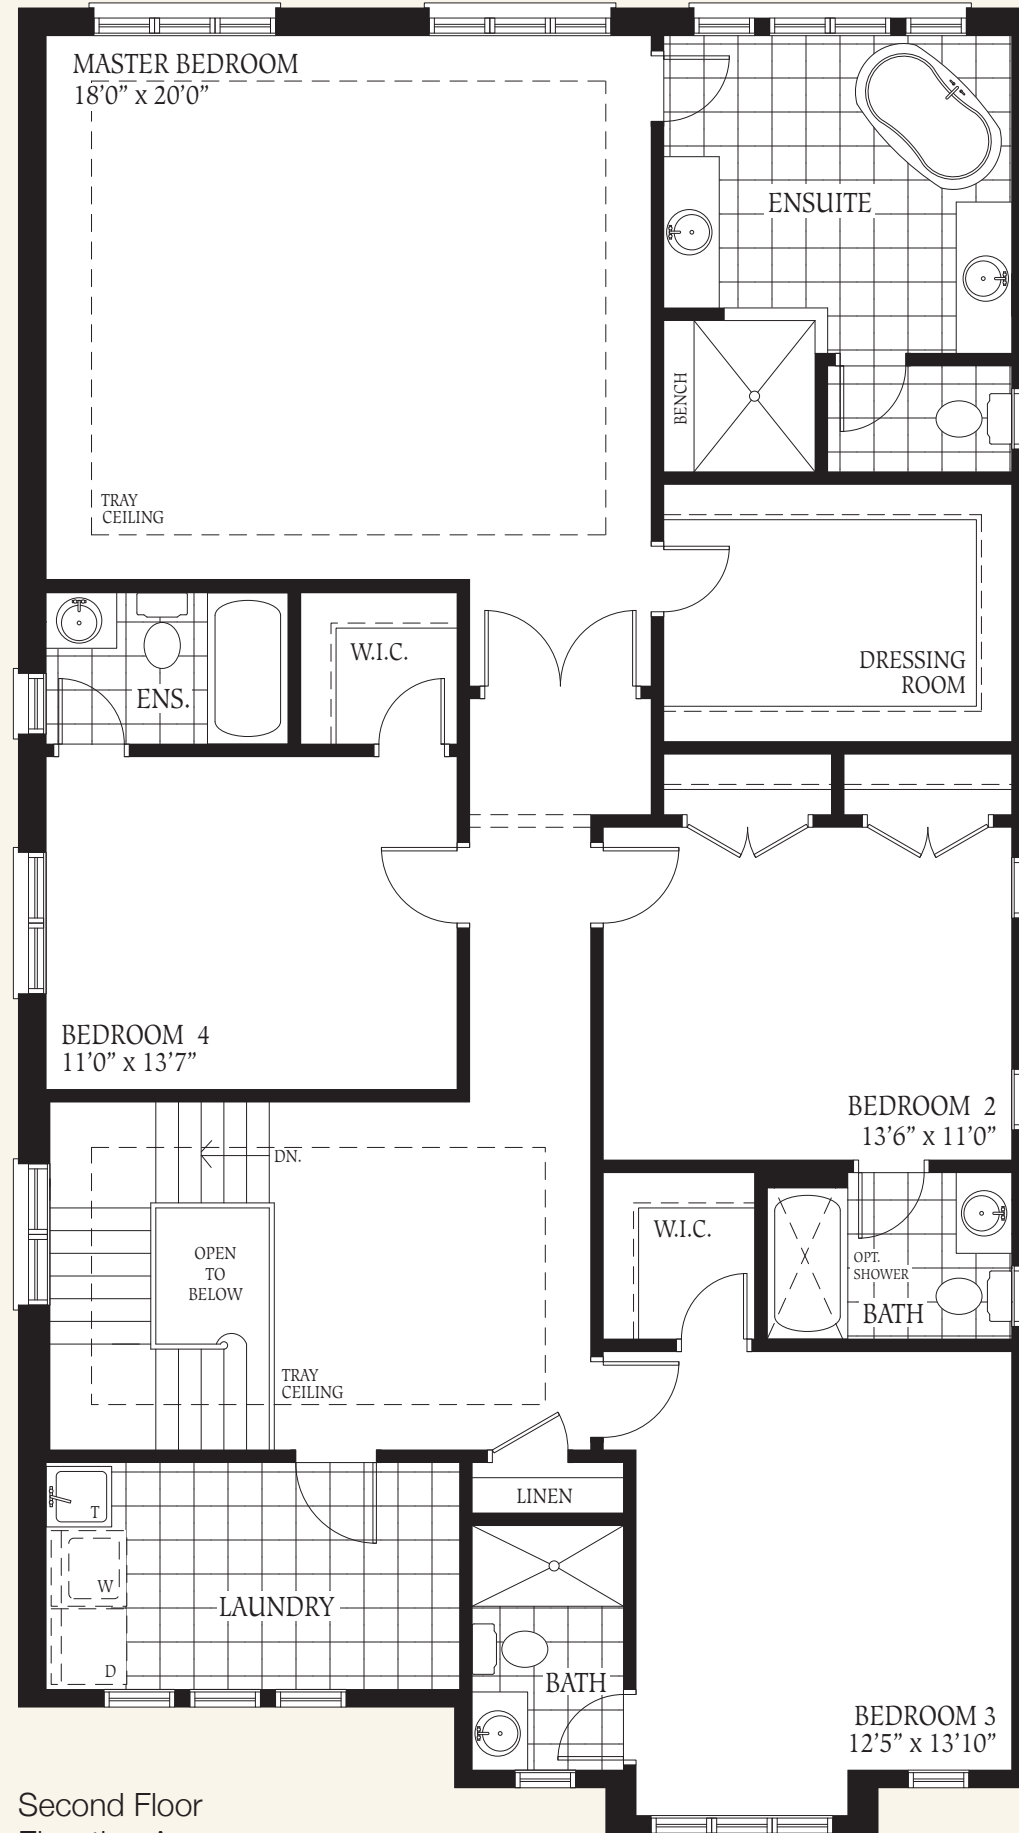 MASTER BEDROOM
18’0” x 20’0”
ENSUITE
BENCH
TRAY
CEILING
DRESSING
ROOM
W.I.C.
ENS.
BEDROOM 4
11’0” x 13’7”
BEDROOM 2
13’6” x 11’0”
DN.
OPEN
TO
BELOW
W.I.C.
OPT.
SHOWER
BATH
TRAY
CEILING
LINEN
T
W
D
LAUNDRY
BATH
BEDROOM 3
12’5” x 13’10”
Second Floor